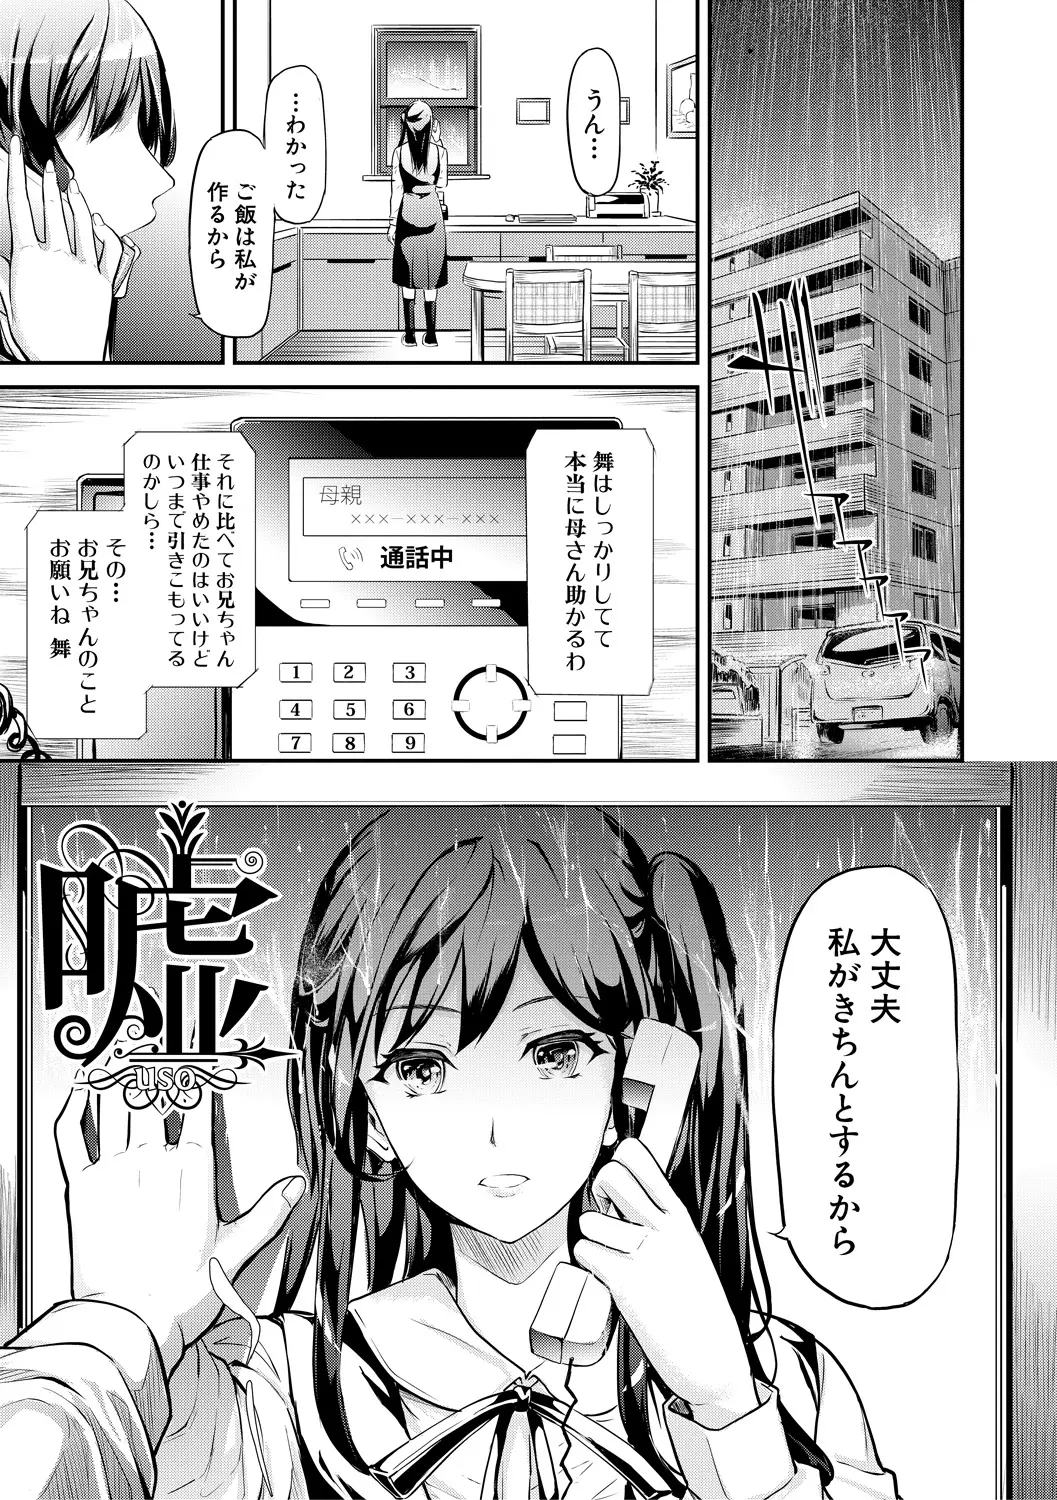 ザァァァァ
うん…
…わかった
ご飯は私が
作るから
舞はしっかりしてて
本当に母さん助かるわ
母親
×××-×××-×××
通話中
1 2 3
4 5 6
7 8 9
それに比べてお兄ちゃん
仕事やめたのはいいけど
いつまで引きこもってる
のかしら…
その…
お兄ちゃんのこと
お願いね 舞
大丈夫
私がきちんとするから
嘘
uso